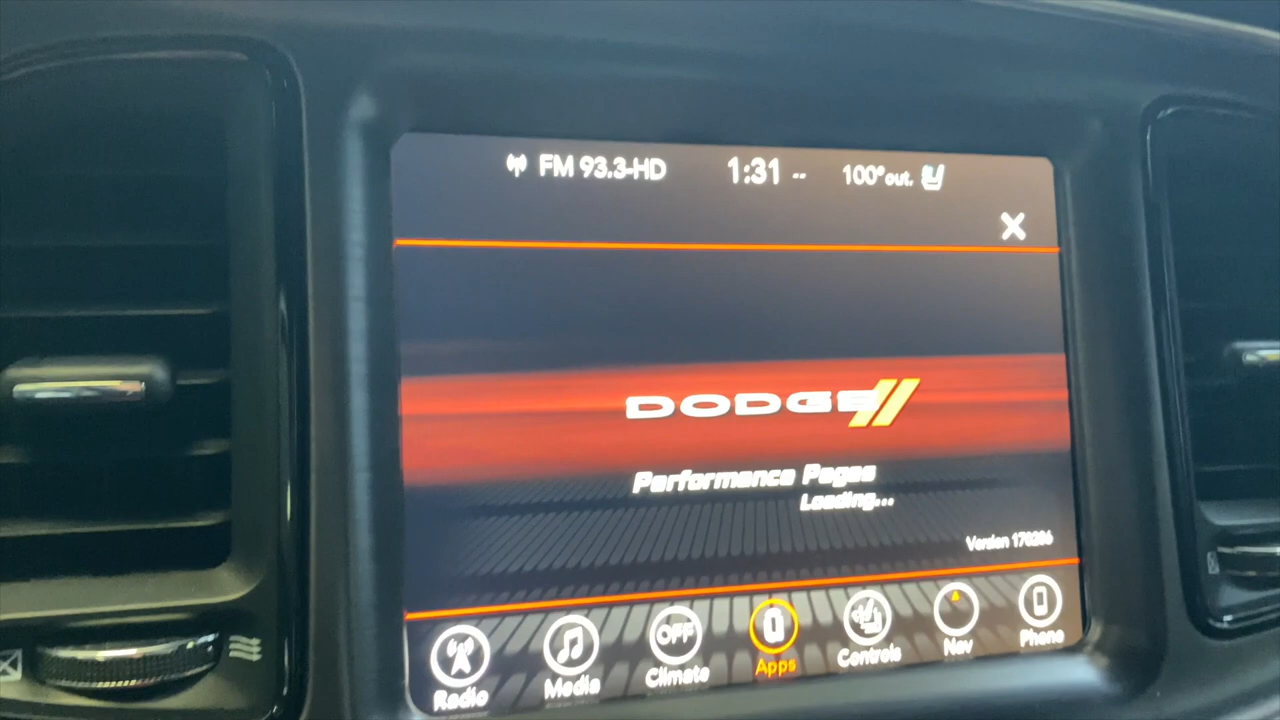 FM 93.3-HD 1:31 -- 100° out.
DODGE
Performance Pages
Loading...
Version 170206
OFF
Radio Media Climate Apps Controls Nav Phone